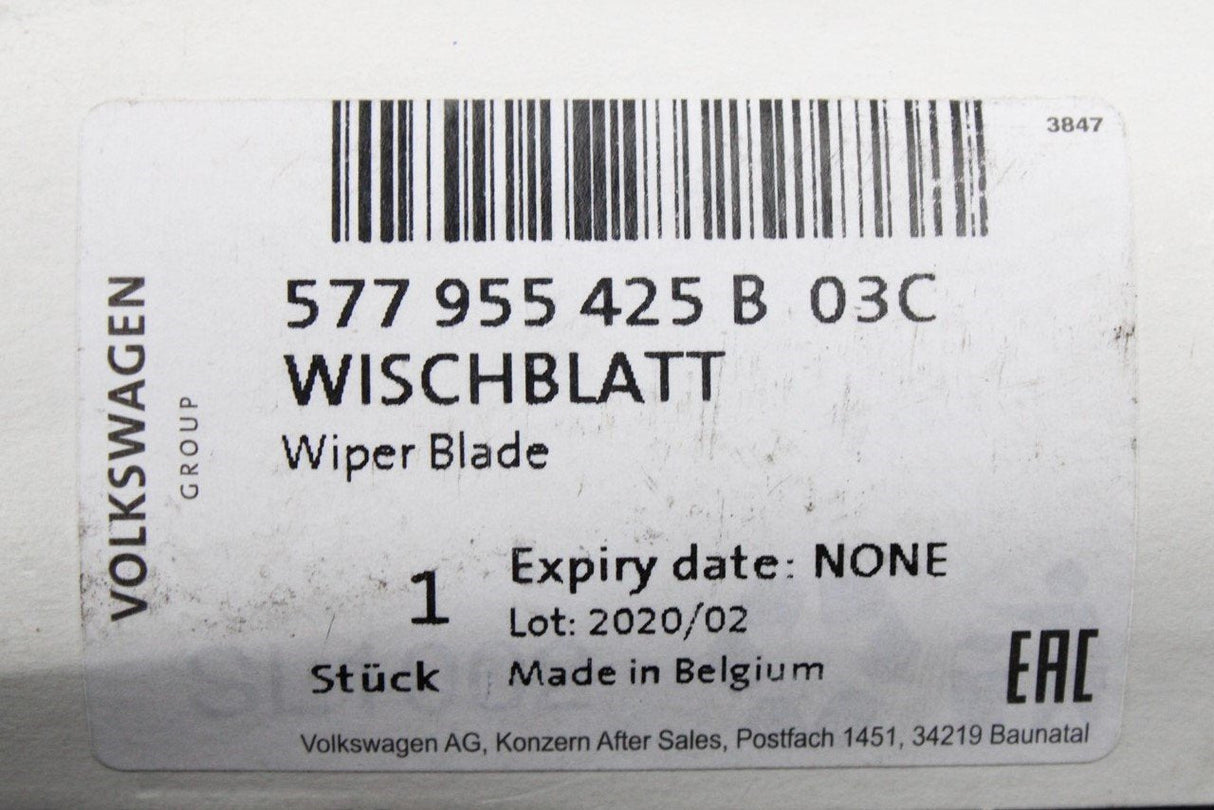 3847
577 955 425 B 03C
WISCHBLATT
Wiper Blade
VOLKSWAGEN
GROUP
1
Stück
Expiry date: NONE
Lot: 2020/02
Made in Belgium
EAC
Volkswagen AG, Konzern After Sales, Postfach 1451, 34219 Baunatal